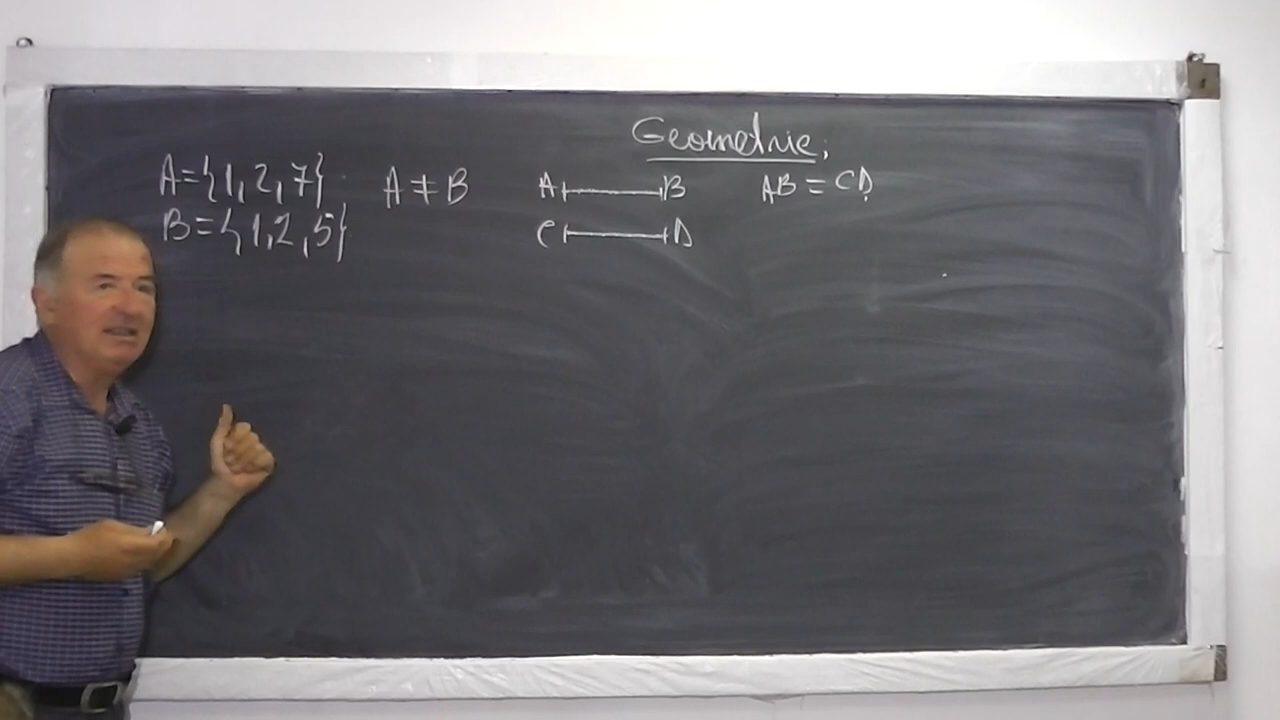 Geometrie;
A={1,2,7} A≠B A B AB=CD
B={1,2,5} C D